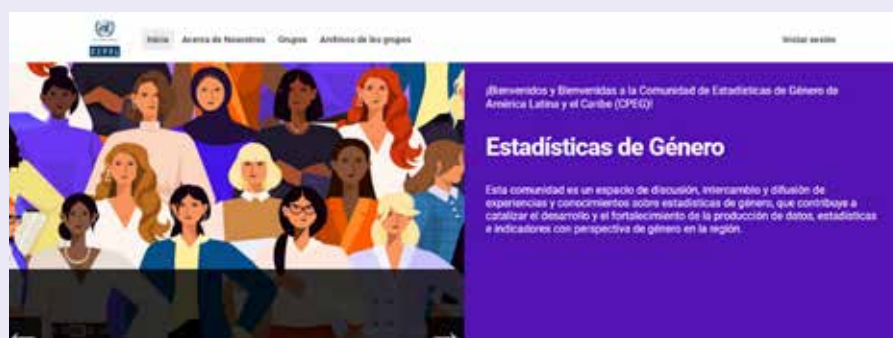 CEPAL
Inicio Acerca de Nosotros Grupos Archivos de los grupos
Iniciar sesión
¡Bienvenidos y Bienvenidas a la Comunidad de Estadísticas de Género de
América Latina y el Caribe (CPEG)!
Estadísticas de Género
Esta comunidad es un espacio de discusión, intercambio y difusión de
experiencias y conocimientos sobre estadísticas de género, que contribuye a
catalizar el desarrollo y el fortalecimiento de la producción de datos, estadísticas
e indicadores con perspectiva de género en la región.